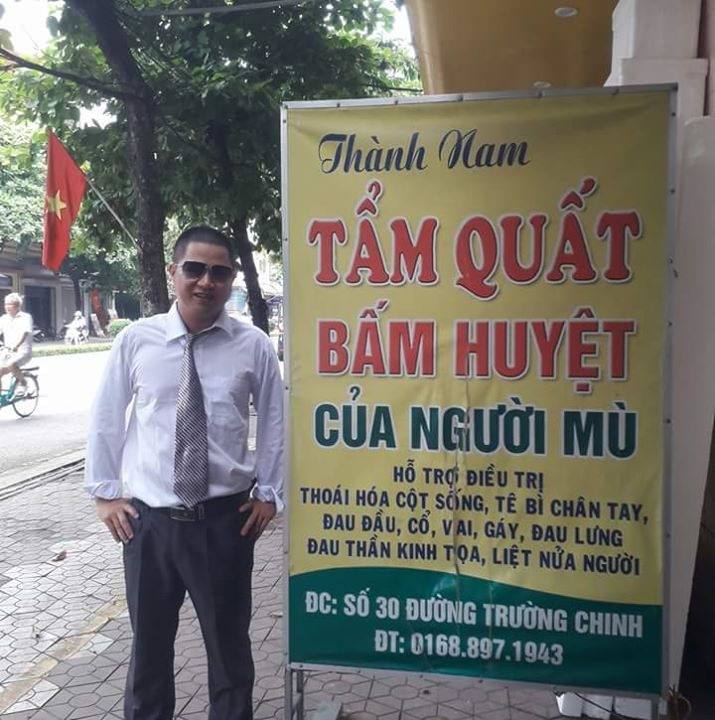 Thành Nam
TẨM QUẤT
BẤM HUYỆT
CỦA NGƯỜI MÙ
HỖ TRỢ ĐIỀU TRỊ
THOÁI HÓA CỘT SỐNG, TÊ BÌ CHÂN TAY,
ĐAU ĐẦU, CỔ, VAI, GÁY, ĐAU LƯNG
ĐAU THẦN KINH TỌA, LIỆT NỬA NGƯỜI
ĐC: SỐ 30 ĐƯỜNG TRƯỜNG CHINH
ĐT: 0168.897.1943